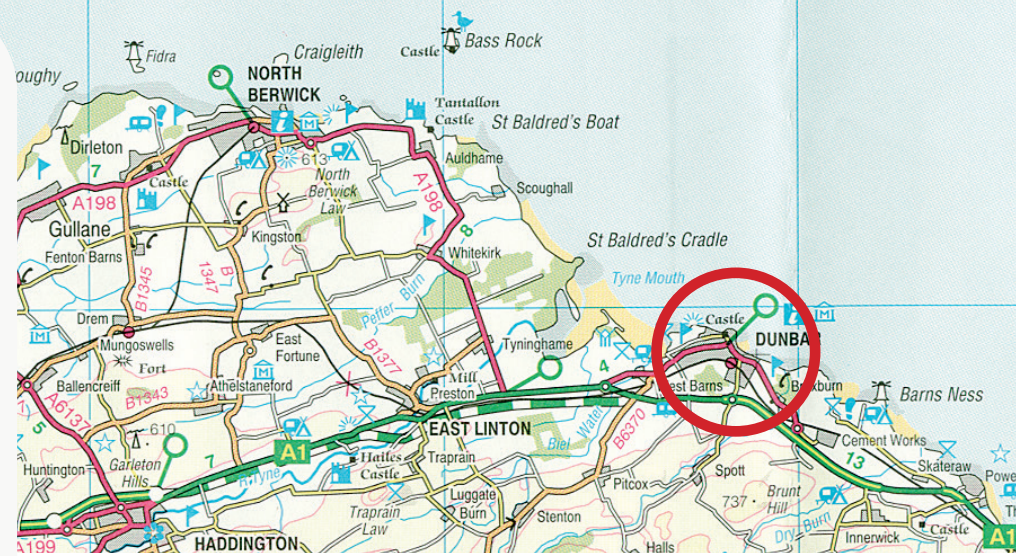 Fidra
Craigleith
Castle
Bass Rock
oughy
NORTH
BERWICK
Tantallon
Castle
St Baldred's Boat
Dirleton
7
Castle
613
North
Berwick
Law
Auldhame
A198
A198
Scoughall
8
Gullane
Kingston
Fenton Barns
Whitekirk
St Baldred's Cradle
B1345
B
1347
Peffer Burn
Tyne Mouth
Castle
DUNBAR
Drem
Mungoswells
East
Fortune
B1377
Tyninghame
4
Fort
Ballencrieff
B1343
Athelstaneford
Mill
Preston
West Barns
Broxburn
Barns Ness
A6137
5
610
EAST LINTON
Biel Water
B6370
Cement Works
A1
7
Garleton
Hills
Huntington
R Tyne
Hailes
Castle
Traprain
13
Skateraw
Spott
Pitcox
Powe
Luggate
Burn
Traprain
Law
737
Brunt
Hill
Th
Stenton
Dry Burn
Castle
A199
HADDINGTON
Halls
Innerwick
A1